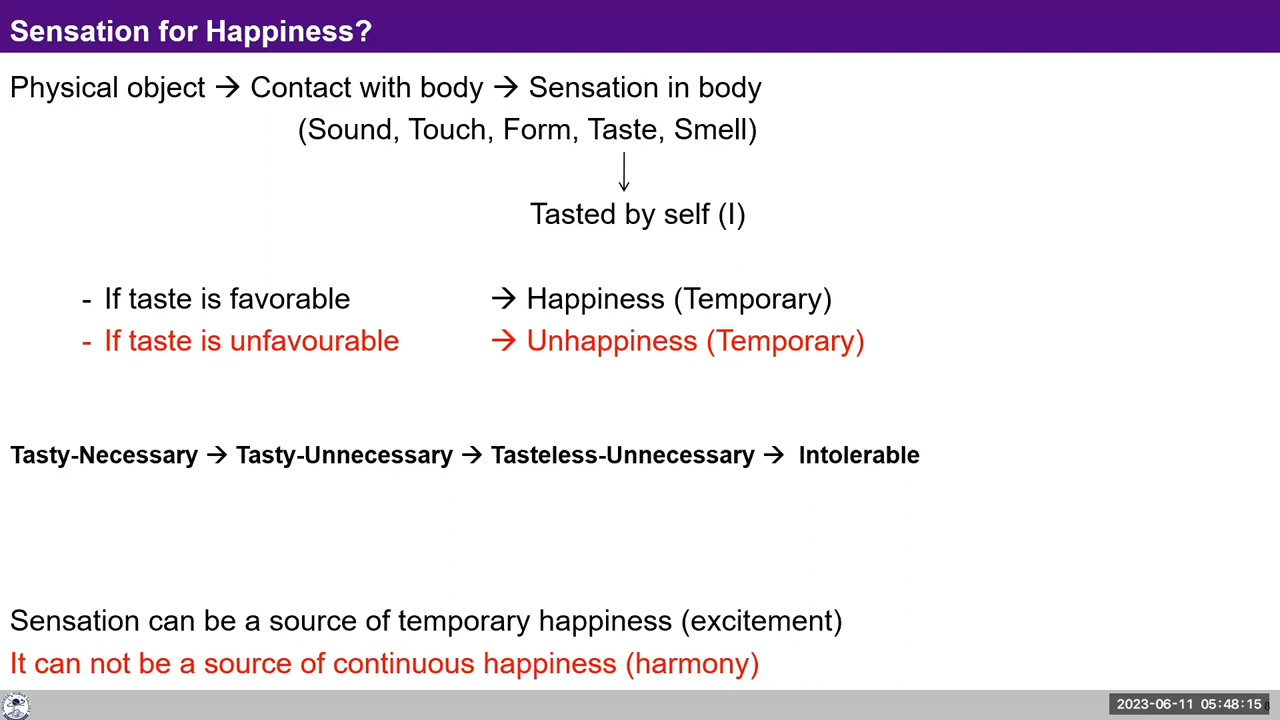 Sensation for Happiness?
Physical object → Contact with body → Sensation in body
(Sound, Touch, Form, Taste, Smell)
Tasted by self (I)
- If taste is favorable → Happiness (Temporary)
- If taste is unfavourable → Unhappiness (Temporary)
Tasty-Necessary → Tasty-Unnecessary → Tasteless-Unnecessary → Intolerable
Sensation can be a source of temporary happiness (excitement)
It can not be a source of continuous happiness (harmony)
2023-06-11 05:48:15
8